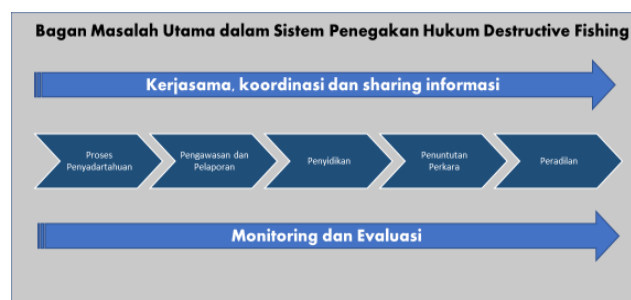 Bagan Masalah Utama dalam Sistem Penegakan Hukum Destructive Fishing
Kerjasama, koordinasi dan sharing informasi
Proses
Penyadartahuan
Pengawasan dan
Pelaporan
Penyidikan
Penuntutan
Perkara
Peradilan
Monitoring dan Evaluasi